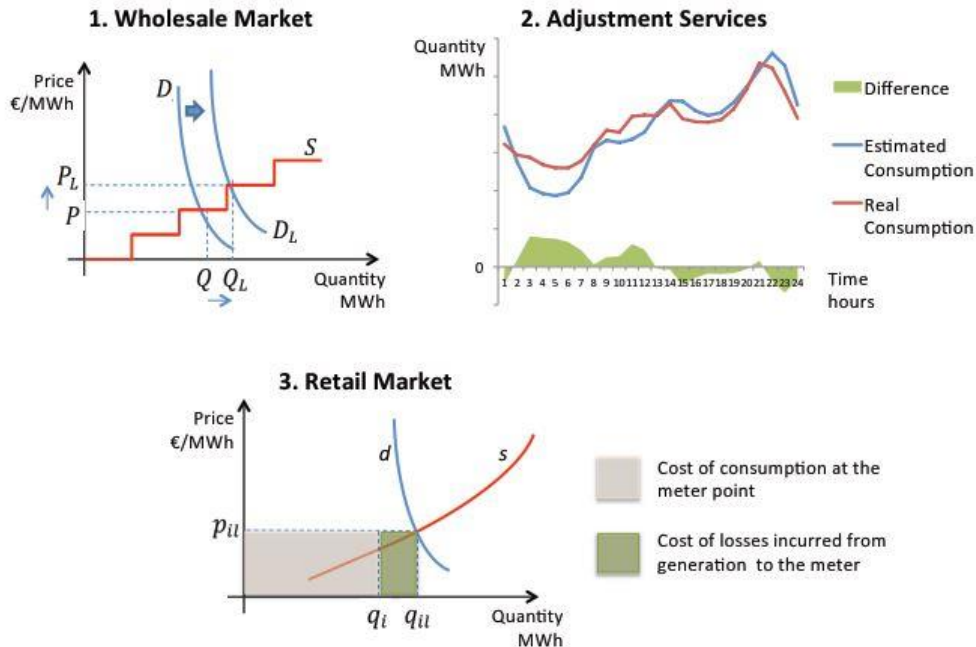 1. Wholesale Market
Price
€/MWh
D
S
P_L
P
D_L
Q
Q_L
Quantity
MWh
2. Adjustment Services
Quantity
MWh
0
1 2 3 4 5 6 7 8 9 10 11 12 13 14 15 16 17 18 19 20 21 22 23 24
Time
hours
Difference
Estimated
Consumption
Real
Consumption
3. Retail Market
Price
€/MWh
d
s
p_il
q_i
q_il
Quantity
MWh
Cost of consumption at the
meter point
Cost of losses incurred from
generation to the meter